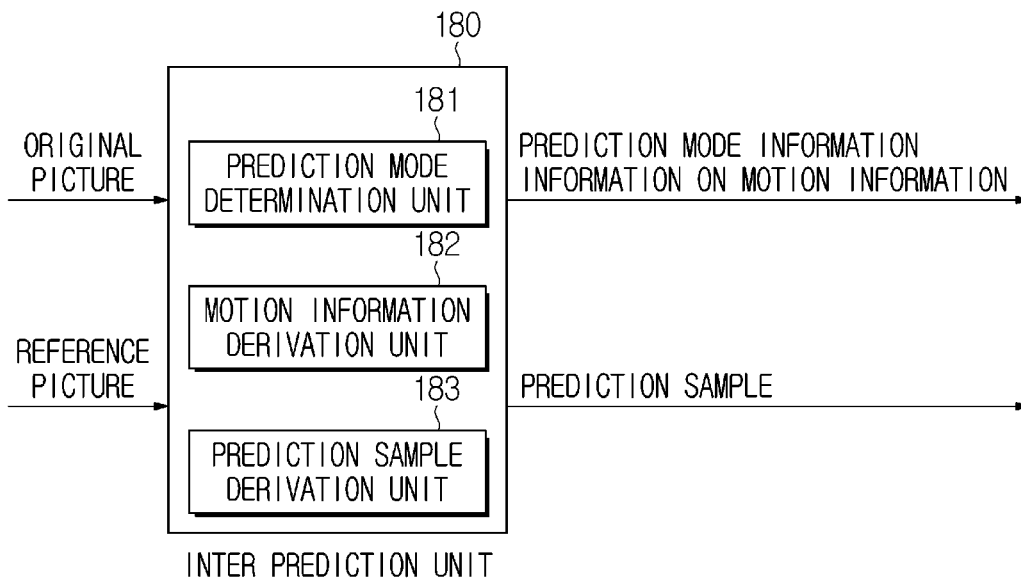 180
181
ORIGINAL
PICTURE
PREDICTION MODE
DETERMINATION UNIT
PREDICTION MODE INFORMATION
INFORMATION ON MOTION INFORMATION
182
MOTION INFORMATION
DERIVATION UNIT
REFERENCE
PICTURE
183
PREDICTION SAMPLE
PREDICTION SAMPLE
DERIVATION UNIT
INTER PREDICTION UNIT